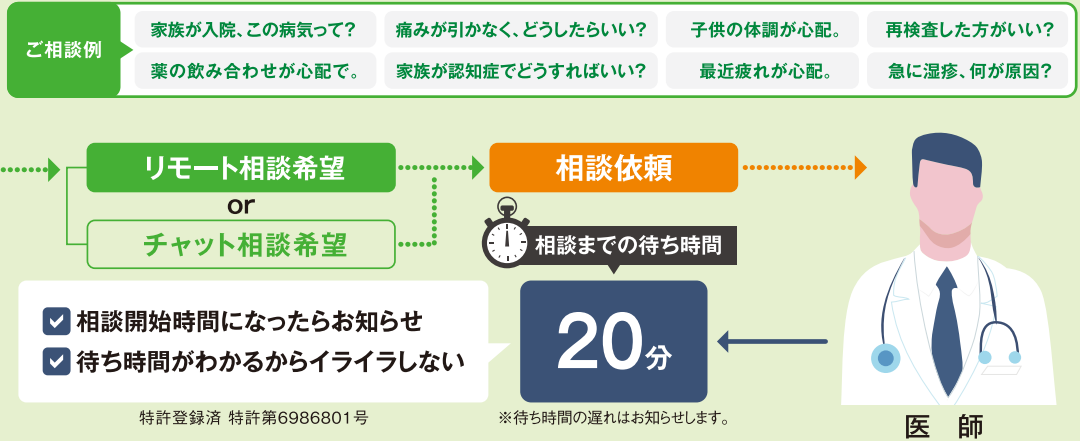 ご相談例
家族が入院、この病気って?
痛みが引かなく、どうしたらいい?
子供の体調が心配。
再検査した方がいい?
薬の飲み合わせが心配で。
家族が認知症でどうすればいい?
最近疲れが心配。
急に湿疹、何が原因?
リモート相談希望
or
チャット相談希望
相談依頼
相談までの待ち時間
20分
相談開始時間になったらお知らせ
待ち時間がわかるからイライラしない
特許登録済 特許第6986801号
※待ち時間の遅れはお知らせします。
医 師